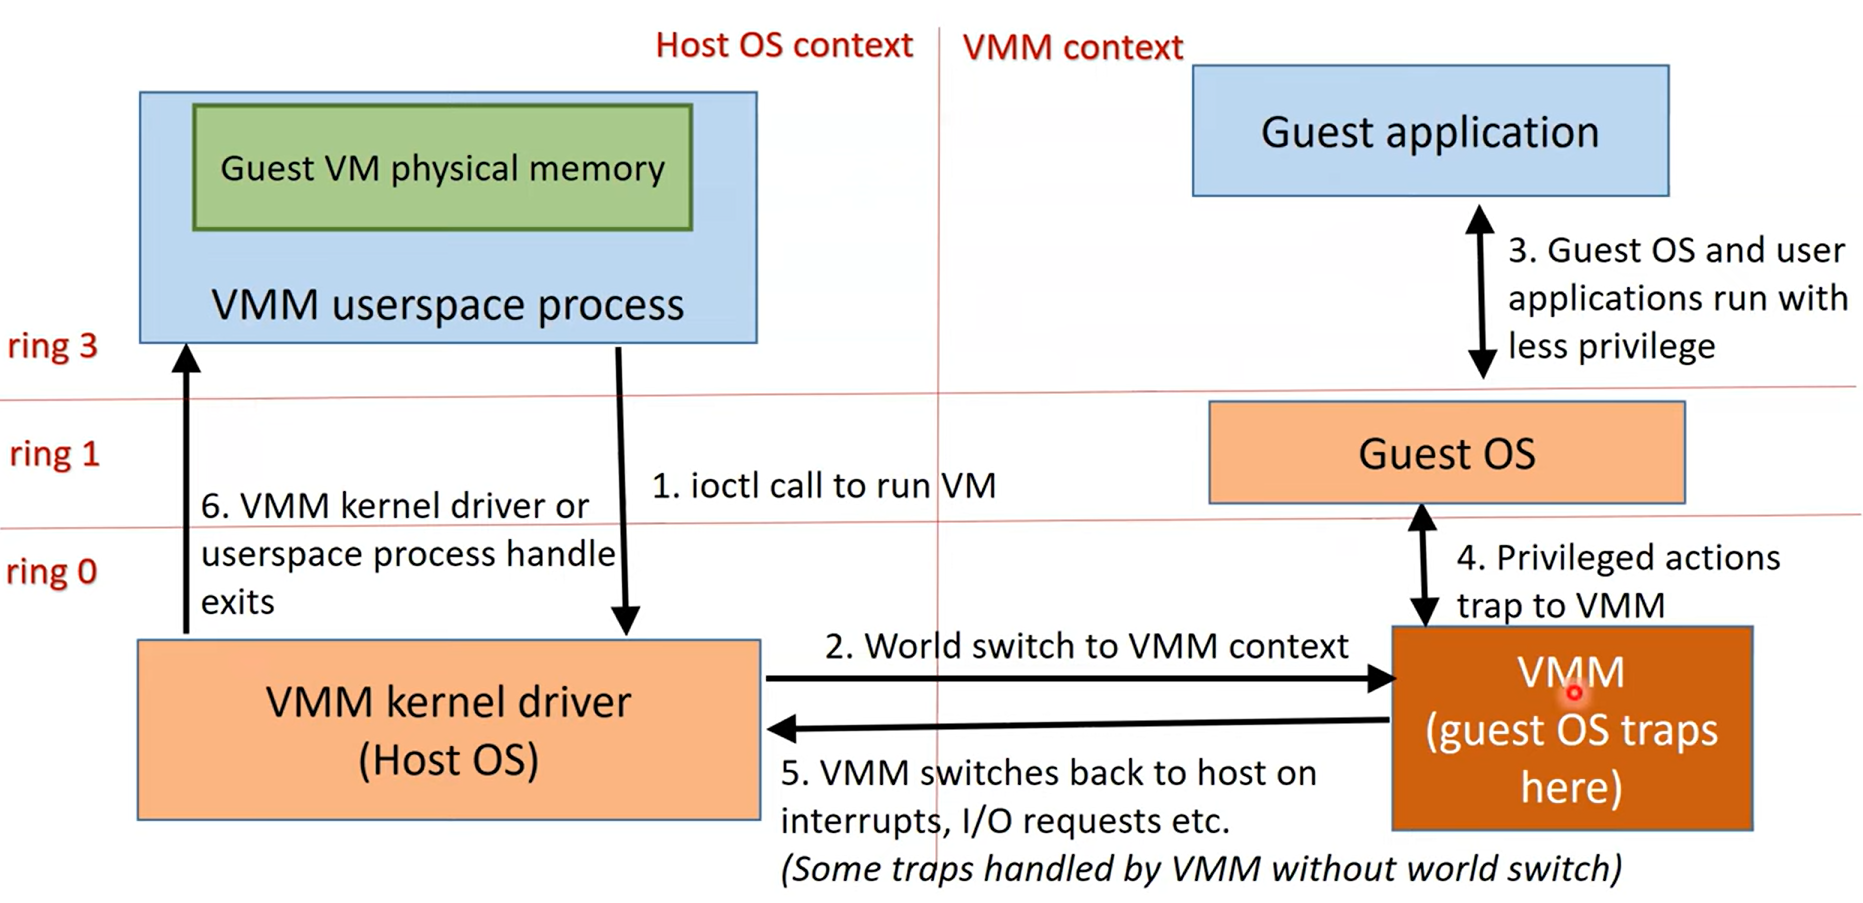 Host OS context
VMM context
Guest VM physical memory
VMM userspace process
Guest application
3. Guest OS and user
applications run with
less privilege
ring 3
ring 1
Guest OS
1. ioctl call to run VM
6. VMM kernel driver or
userspace process handle
exits
ring 0
4. Privileged actions
trap to VMM
2. World switch to VMM context
VMM kernel driver
(Host OS)
VMM
(guest OS traps
here)
5. VMM switches back to host on
interrupts, I/O requests etc.
(Some traps handled by VMM without world switch)